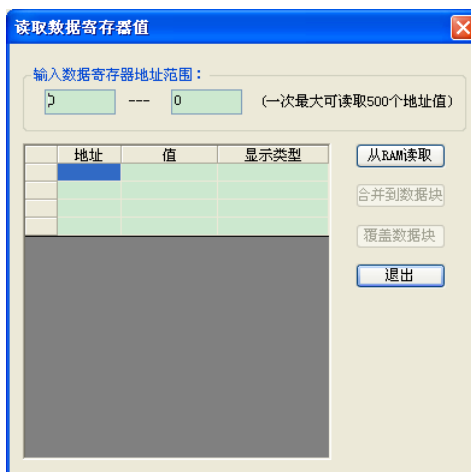 读取数据寄存器值
输入数据寄存器地址范围：
--- 0 （一次最大可读取500个地址值）
地址 值 显示类型
从RAM读取
合并到数据块
覆盖数据块
退出